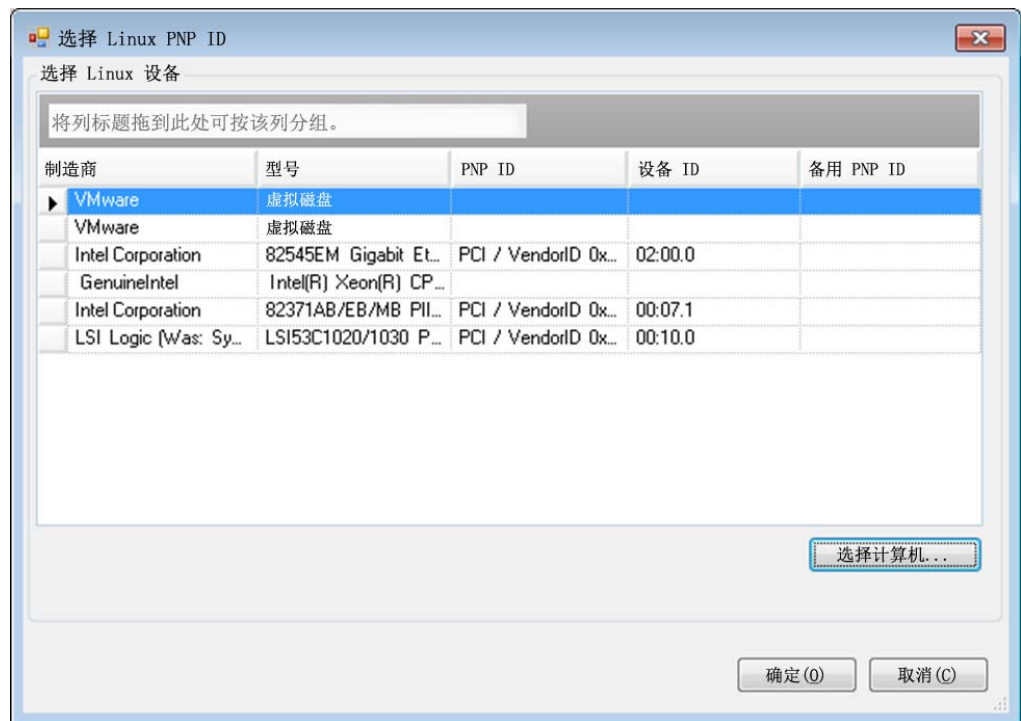 选择 Linux PNP ID
选择 Linux 设备
将列标题拖到此处可按该列分组。
制造商 型号 PNP ID 设备 ID 备用 PNP ID
VMware 虚拟磁盘
VMware 虚拟磁盘
Intel Corporation 82545EM Gigabit Et... PCI / VendorID 0x... 02:00.0
GenuineIntel Intel(R) Xeon(R) CP...
Intel Corporation 82371AB/EB/MB PII... PCI / VendorID 0x... 00:07.1
LSI Logic (Was: Sy... LSI53C1020/1030 P... PCI / VendorID 0x... 00:10.0
选择计算机...
确定(O) 取消(C)